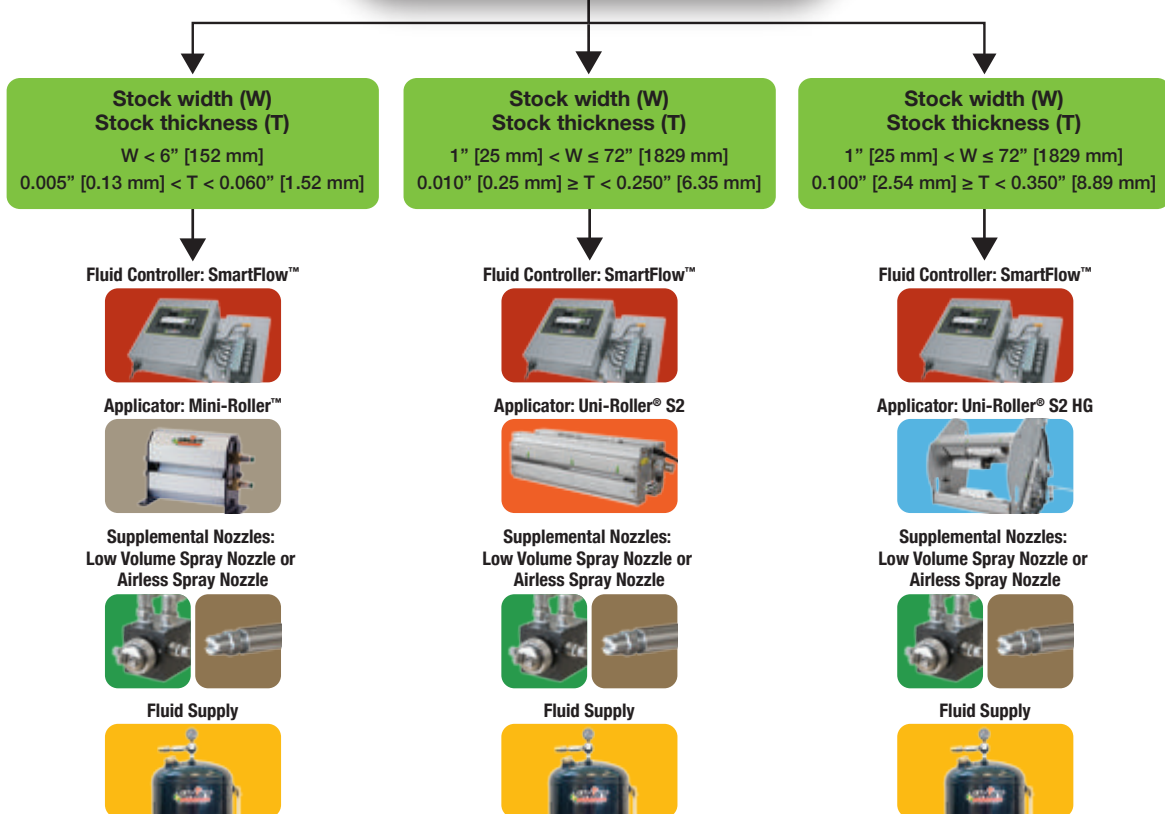 Stock width (W)
Stock thickness (T)
W < 6” [152 mm]
0.005” [0.13 mm] < T < 0.060” [1.52 mm]
Fluid Controller: SmartFlow™
Applicator: Mini-Roller™
Supplemental Nozzles:
Low Volume Spray Nozzle or
Airless Spray Nozzle
Fluid Supply
Stock width (W)
Stock thickness (T)
1” [25 mm] < W ≤ 72” [1829 mm]
0.010” [0.25 mm] ≥ T < 0.250” [6.35 mm]
Fluid Controller: SmartFlow™
Applicator: Uni-Roller® S2
Supplemental Nozzles:
Low Volume Spray Nozzle or
Airless Spray Nozzle
Fluid Supply
Stock width (W)
Stock thickness (T)
1” [25 mm] < W ≤ 72” [1829 mm]
0.100” [2.54 mm] ≥ T < 0.350” [8.89 mm]
Fluid Controller: SmartFlow™
Applicator: Uni-Roller® S2 HG
Supplemental Nozzles:
Low Volume Spray Nozzle or
Airless Spray Nozzle
Fluid Supply